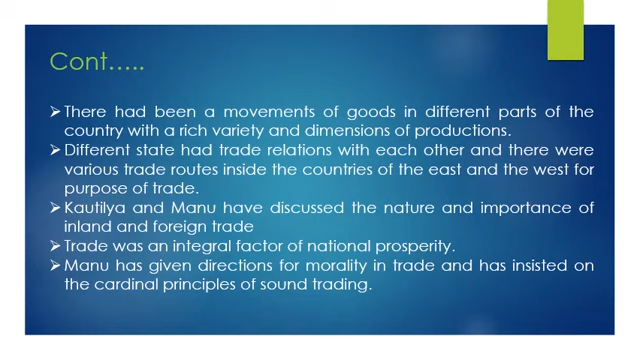 Cont…..
➢There had been a movements of goods in different parts of the
country with a rich variety and dimensions of productions.
➢Different state had trade relations with each other and there were
various trade routes inside the countries of the east and the west for
purpose of trade.
➢Kautilya and Manu have discussed the nature and importance of
inland and foreign trade
➢Trade was an integral factor of national prosperity.
➢Manu has given directions for morality in trade and has insisted on
the cardinal principles of sound trading.